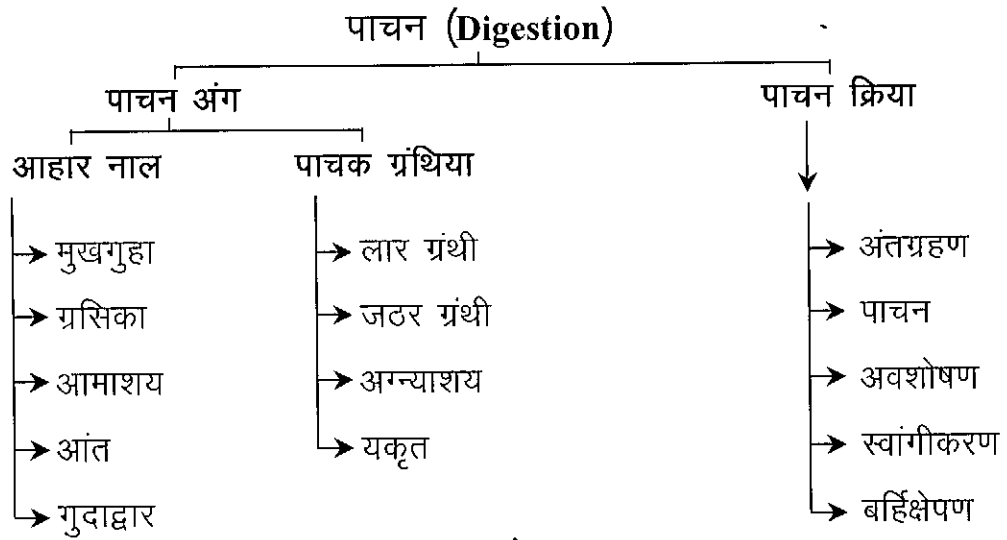 पाचन (Digestion)
पाचन अंग
पाचन क्रिया
आहार नाल
पाचक ग्रंथिया
मुखगुहा
ग्रसिका
आमाशय
आंत
गुदाद्वार
लार ग्रंथी
जठर ग्रंथी
अग्न्याशय
यकृत
अंतग्रहण
पाचन
अवशोषण
स्वांगीकरण
बर्हिक्षेपण